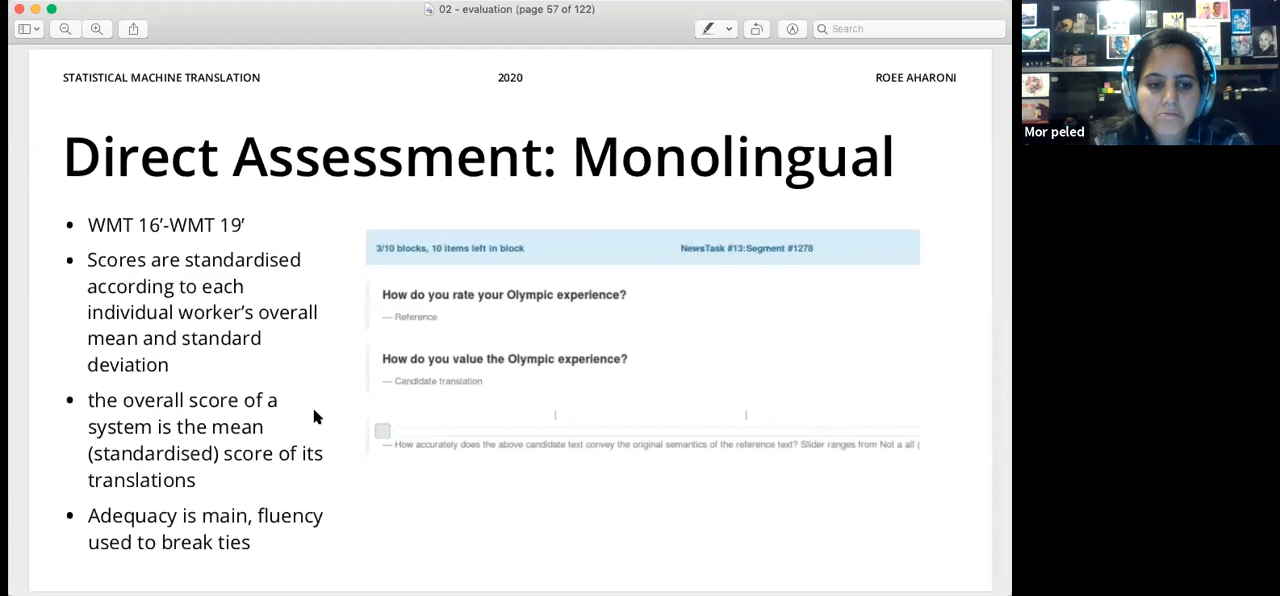 02 - evaluation (page 57 of 122)
Search
STATISTICAL MACHINE TRANSLATION
2020
ROEE AHARONI
Direct Assessment: Monolingual
• WMT 16’-WMT 19’
• Scores are standardised
according to each
individual worker’s overall
mean and standard
deviation
• the overall score of a
system is the mean
(standardised) score of its
translations
• Adequacy is main, fluency
used to break ties
3/10 blocks, 10 items left in block
NewsTask #13:Segment #1278
How do you rate your Olympic experience?
— Reference
How do you value the Olympic experience?
— Candidate translation
— How accurately does the above candidate text convey the original semantics of the reference text? Slider ranges from Not a all (
Mor peled